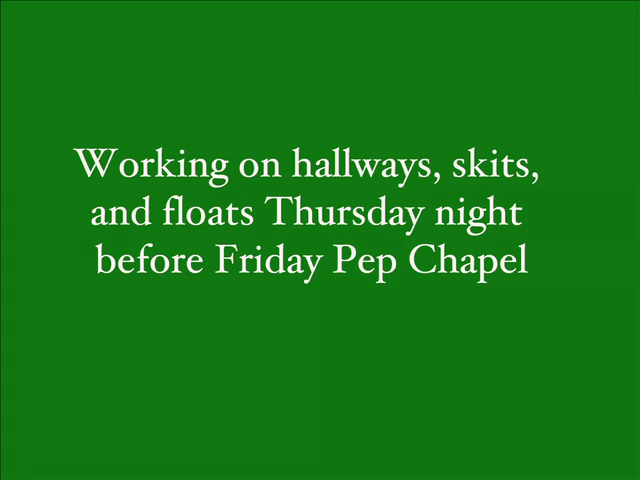 Working on hallways, skits,
and floats Thursday night
before Friday Pep Chapel